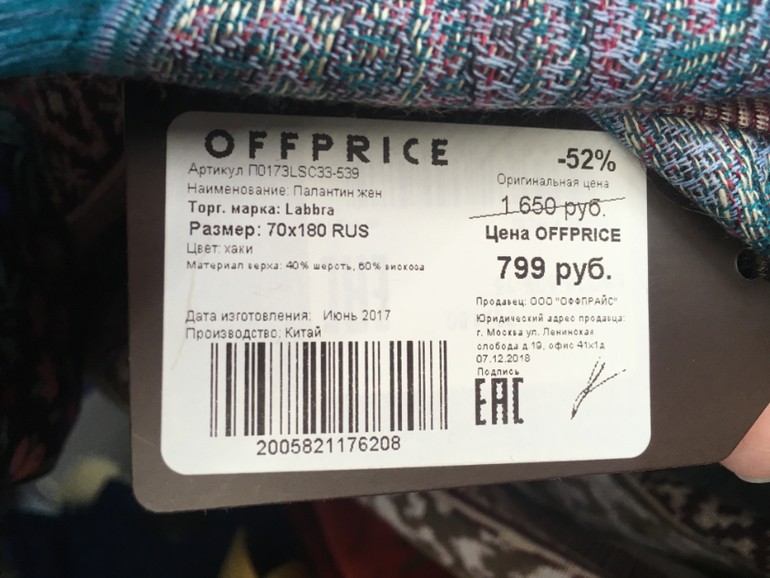 OFFPRICE
Артикул П0173LSC33-539
Наименование: Палантин жен
Торг. марка: Labbra
Размер: 70x180 RUS
Цвет: хаки
Материал верха: 40% шерсть, 60% вискоза
Дата изготовления: Июнь 2017
Производство: Китай
2005821176208
-52%
Оригинальная цена
1 650 руб.
Цена OFFPRICE
799 руб.
Продавец: ООО "ОФФПРАЙС"
Юридический адрес продавца:
г. Москва ул. Ленинская
слобода д 19, офис 41х1д
07.12.2018
Подпись
EAC